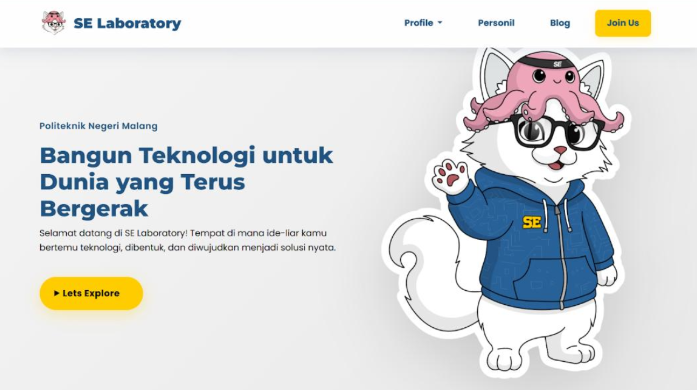 SE Laboratory
Profile
Personil
Blog
Join Us
Politeknik Negeri Malang
Bangun Teknologi untuk
Dunia yang Terus
Bergerak
Selamat datang di SE Laboratory! Tempat di mana ide-liar kamu
bertemu teknologi, dibentuk, dan diwujudkan menjadi solusi nyata.
Lets Explore
SE
SE